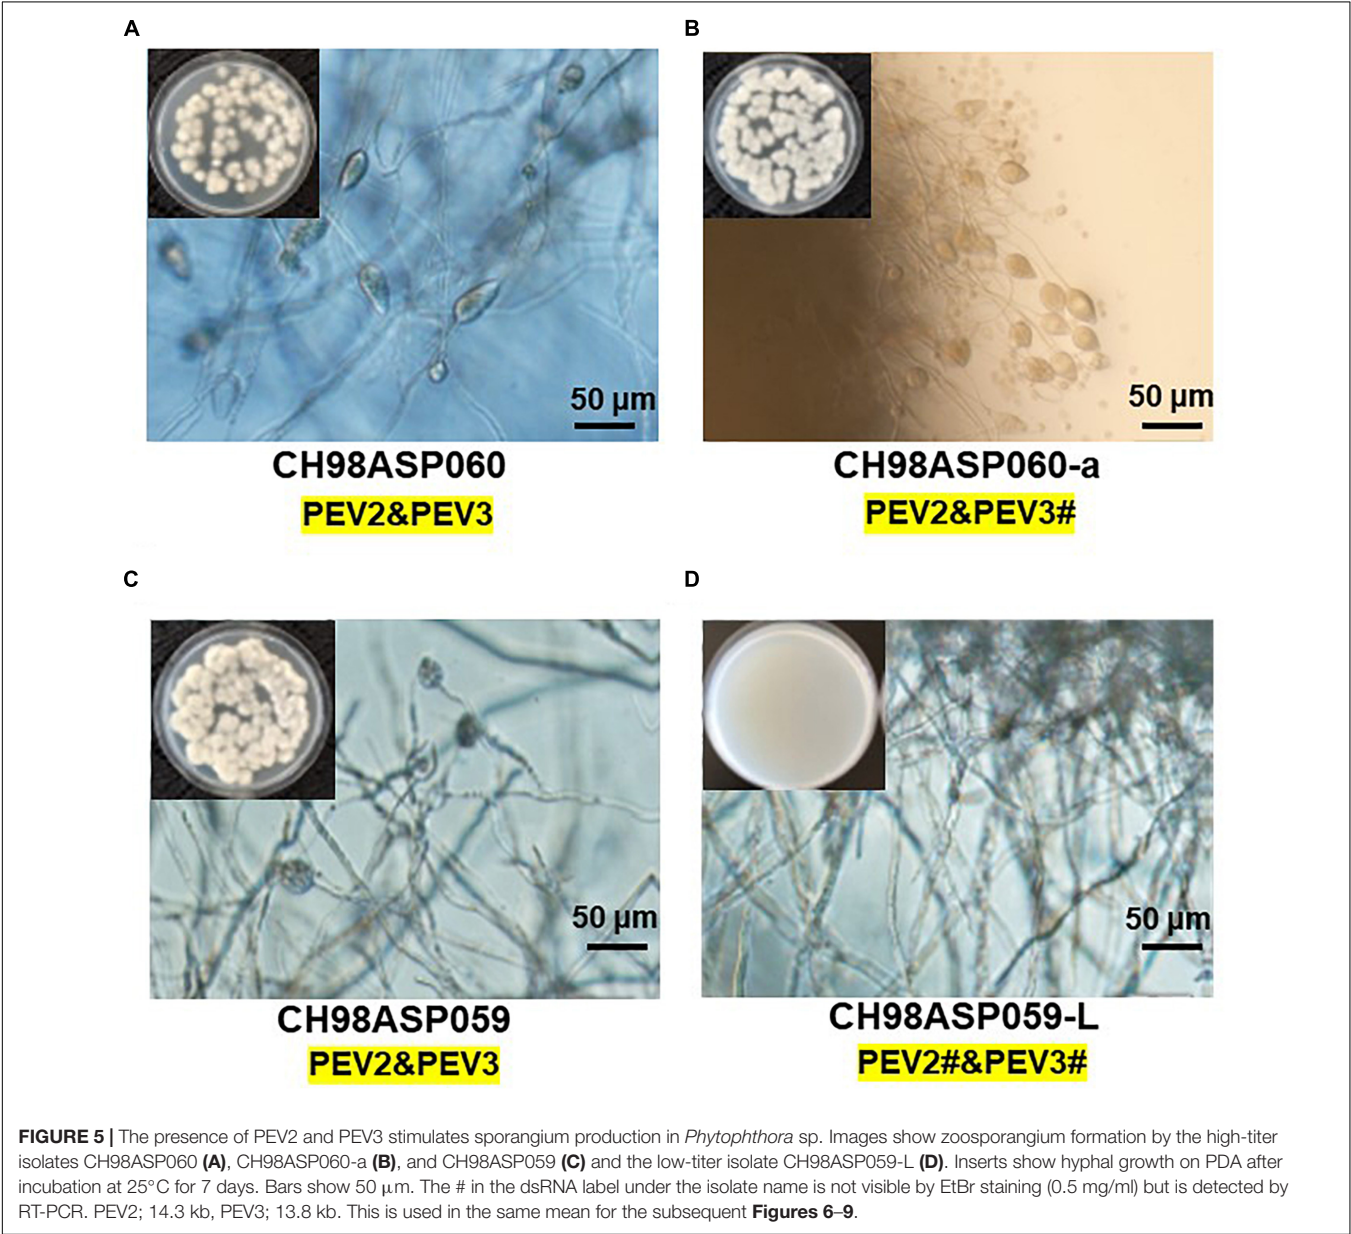 A
B
50 µm
50 µm
CH98ASP060
CH98ASP060-a
PEV2&PEV3
PEV2&PEV3#
C
D
50 µm
50 µm
CH98ASP059
CH98ASP059-L
PEV2&PEV3
PEV2#&PEV3#
FIGURE 5 | The presence of PEV2 and PEV3 stimulates sporangium production in Phytophthora sp. Images show zoosporangium formation by the high-titer
isolates CH98ASP060 (A), CH98ASP060-a (B), and CH98ASP059 (C) and the low-titer isolate CH98ASP059-L (D). Inserts show hyphal growth on PDA after
incubation at 25°C for 7 days. Bars show 50 μm. The # in the dsRNA label under the isolate name is not visible by EtBr staining (0.5 mg/ml) but is detected by
RT-PCR. PEV2; 14.3 kb, PEV3; 13.8 kb. This is used in the same mean for the subsequent Figures 6–9.